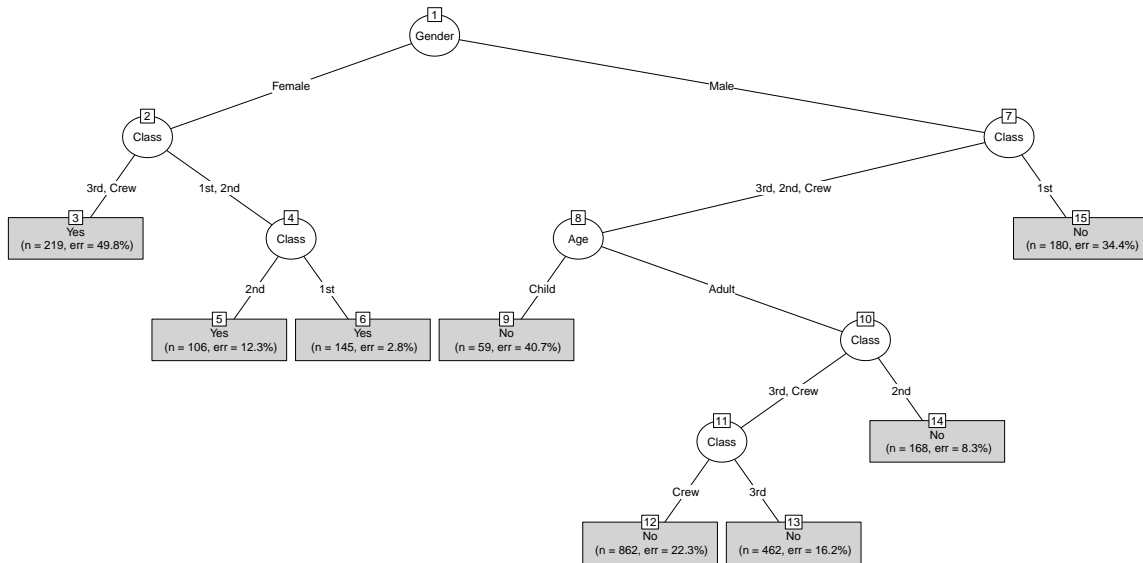 1
Gender
Female
Male
2
Class
7
Class
3rd, Crew
1st, 2nd
3rd, 2nd, Crew
1st
3
Yes
(n = 219, err = 49.8%)
4
Class
8
Age
15
No
(n = 180, err = 34.4%)
2nd
1st
Child
Adult
5
Yes
(n = 106, err = 12.3%)
6
Yes
(n = 145, err = 2.8%)
9
No
(n = 59, err = 40.7%)
10
Class
3rd, Crew
2nd
11
Class
14
No
(n = 168, err = 8.3%)
Crew
3rd
12
No
(n = 862, err = 22.3%)
13
No
(n = 462, err = 16.2%)